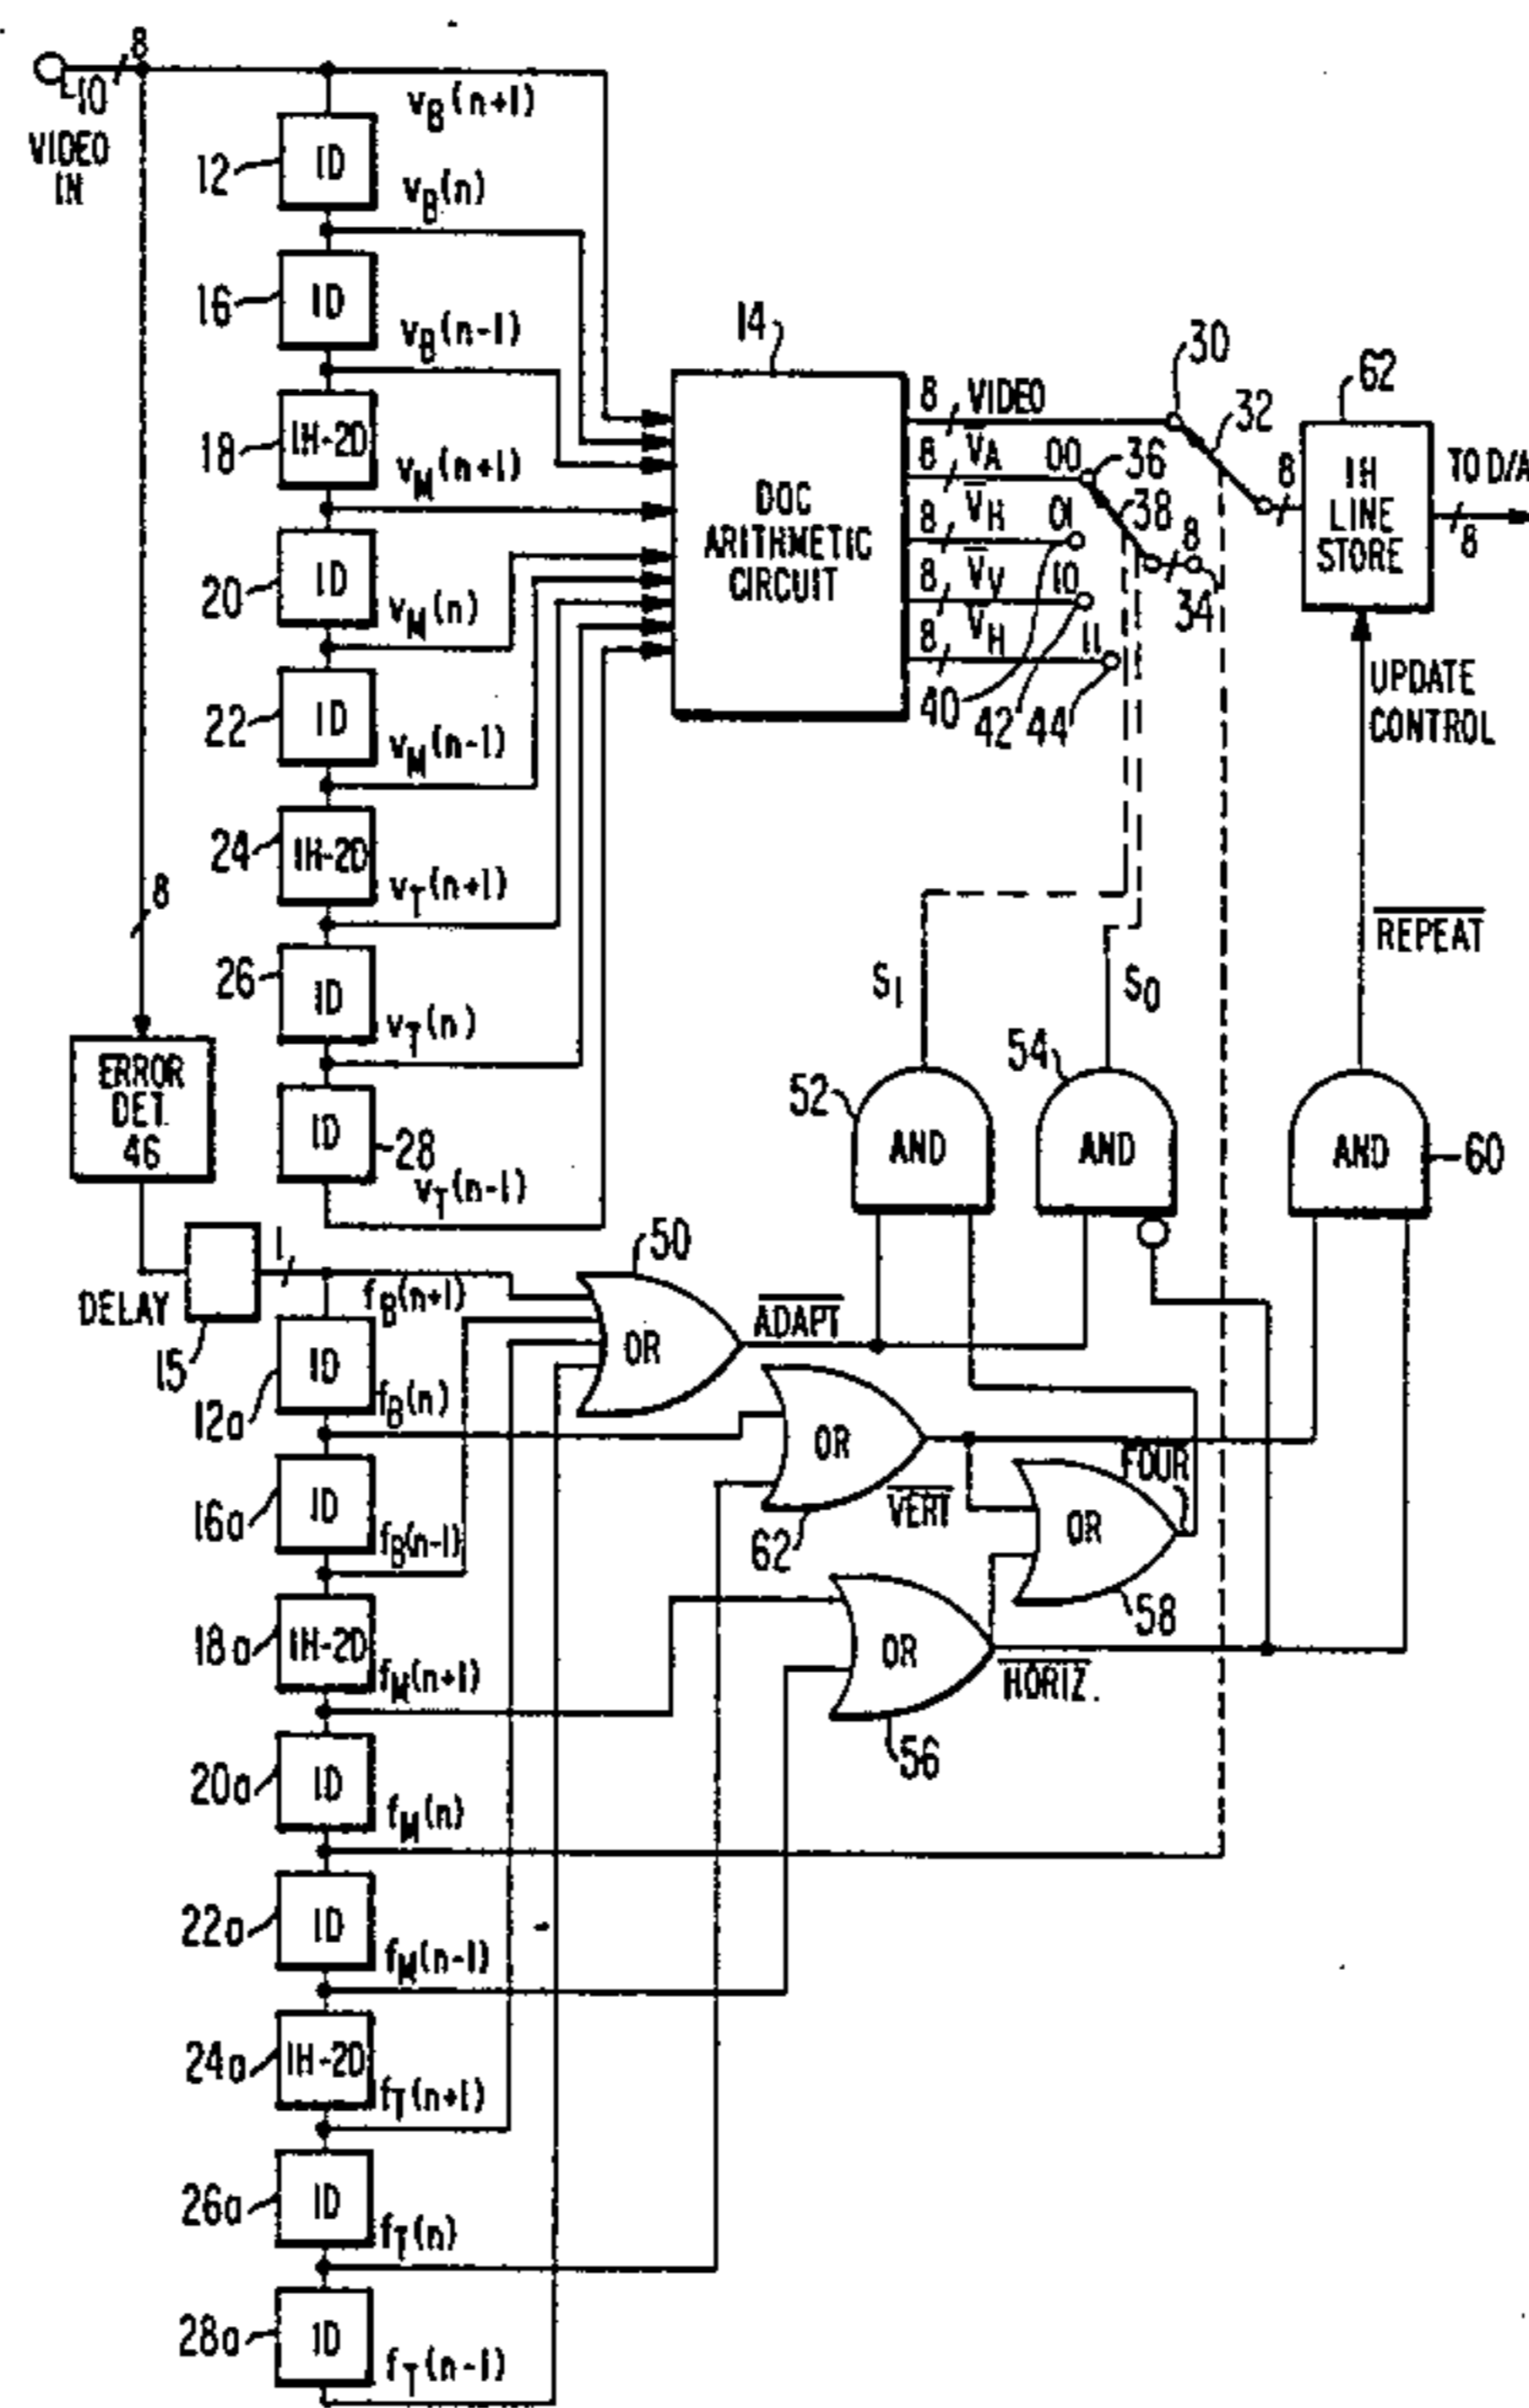 10
8
VIDEO
IN
vB(n+1)
12
1D
vB(n)
16
1D
vB(n-1)
18
1H-2D
vM(n+1)
20
1D
vM(n)
22
1D
vM(n-1)
24
1H-2D
vT(n+1)
26
1D
vT(n)
1D
28
vT(n-1)
14
DOC
ARITHMETIC
CIRCUIT
8
VIDEO
8
V̅A
00
8
V̅H
01
8
V̅V
10
8
V̅H
11
30
32
36
38
8
34
40
42
44
62
8
1H
LINE
STORE
TO D/A
8
UPDATE
CONTROL
REPEAT
8
ERROR
DET.
46
DELAY
15
1
S1
S0
52
AND
54
AND
AND
60
fB(n+1)
50
OR
ADAPT
12a
1D
fB(n)
OR
62
VERT
FOUR
OR
58
16a
1D
fB(n-1)
18a
1H-2D
fM(n+1)
OR
56
HORIZ.
20a
1D
fM(n)
22a
1D
fM(n-1)
24a
1H-2D
fT(n+1)
26a
1D
fT(n)
28a
1D
fT(n-1)